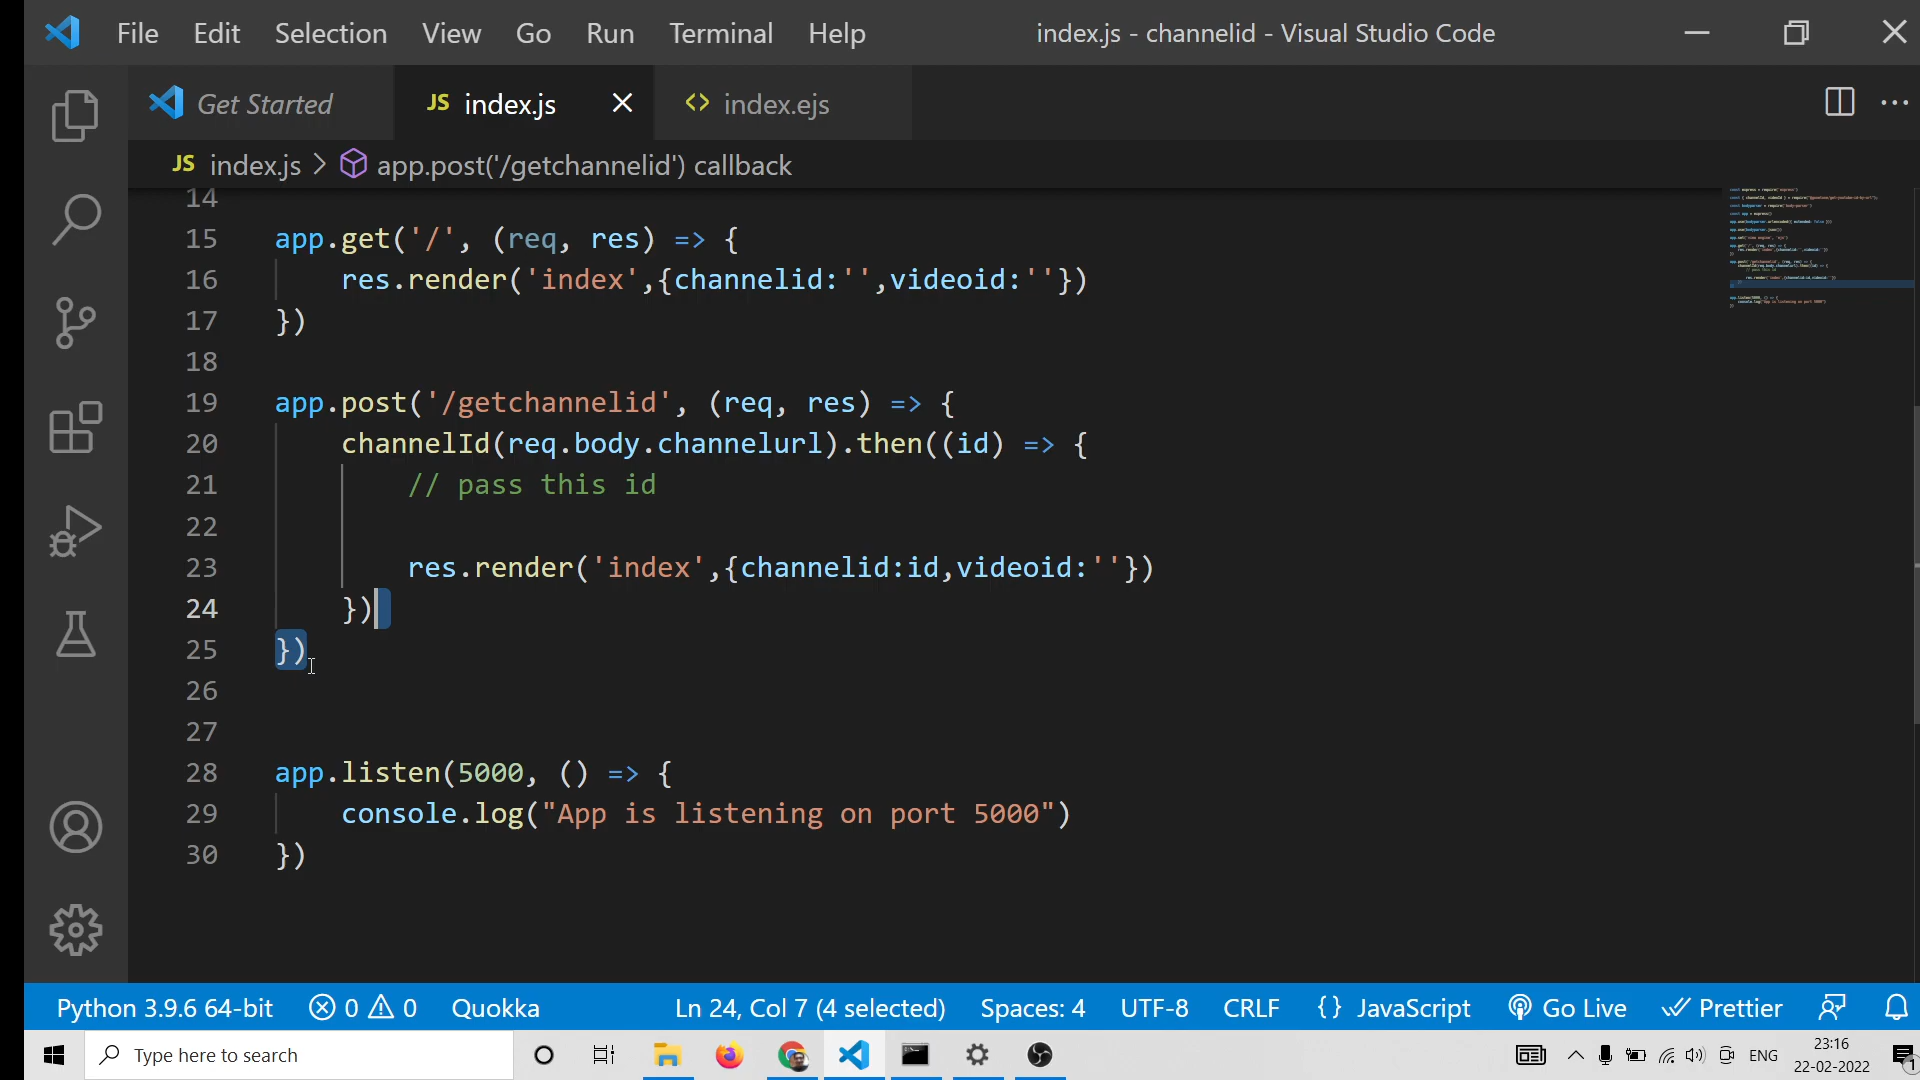 File Edit Selection View Go Run Terminal Help index.js - channelid - Visual Studio Code
Get Started JS index.js index.ejs
JS index.js > app.post('/getchannelid') callback
14
15 app.get('/', (req, res) => {
16 res.render('index',{channelid:'',videoid:''})
17 })
18
19 app.post('/getchannelid', (req, res) => {
20 channelId(req.body.channelurl).then((id) => {
21 // pass this id
22
23 res.render('index',{channelid:id,videoid:''})
24 })
25 })
26
27
28 app.listen(5000, () => {
29 console.log("App is listening on port 5000")
30 })
Python 3.9.6 64-bit 0 0 Quokka Ln 24, Col 7 (4 selected) Spaces: 4 UTF-8 CRLF {} JavaScript Go Live Prettier
Type here to search ENG 23:16
22-02-2022 1